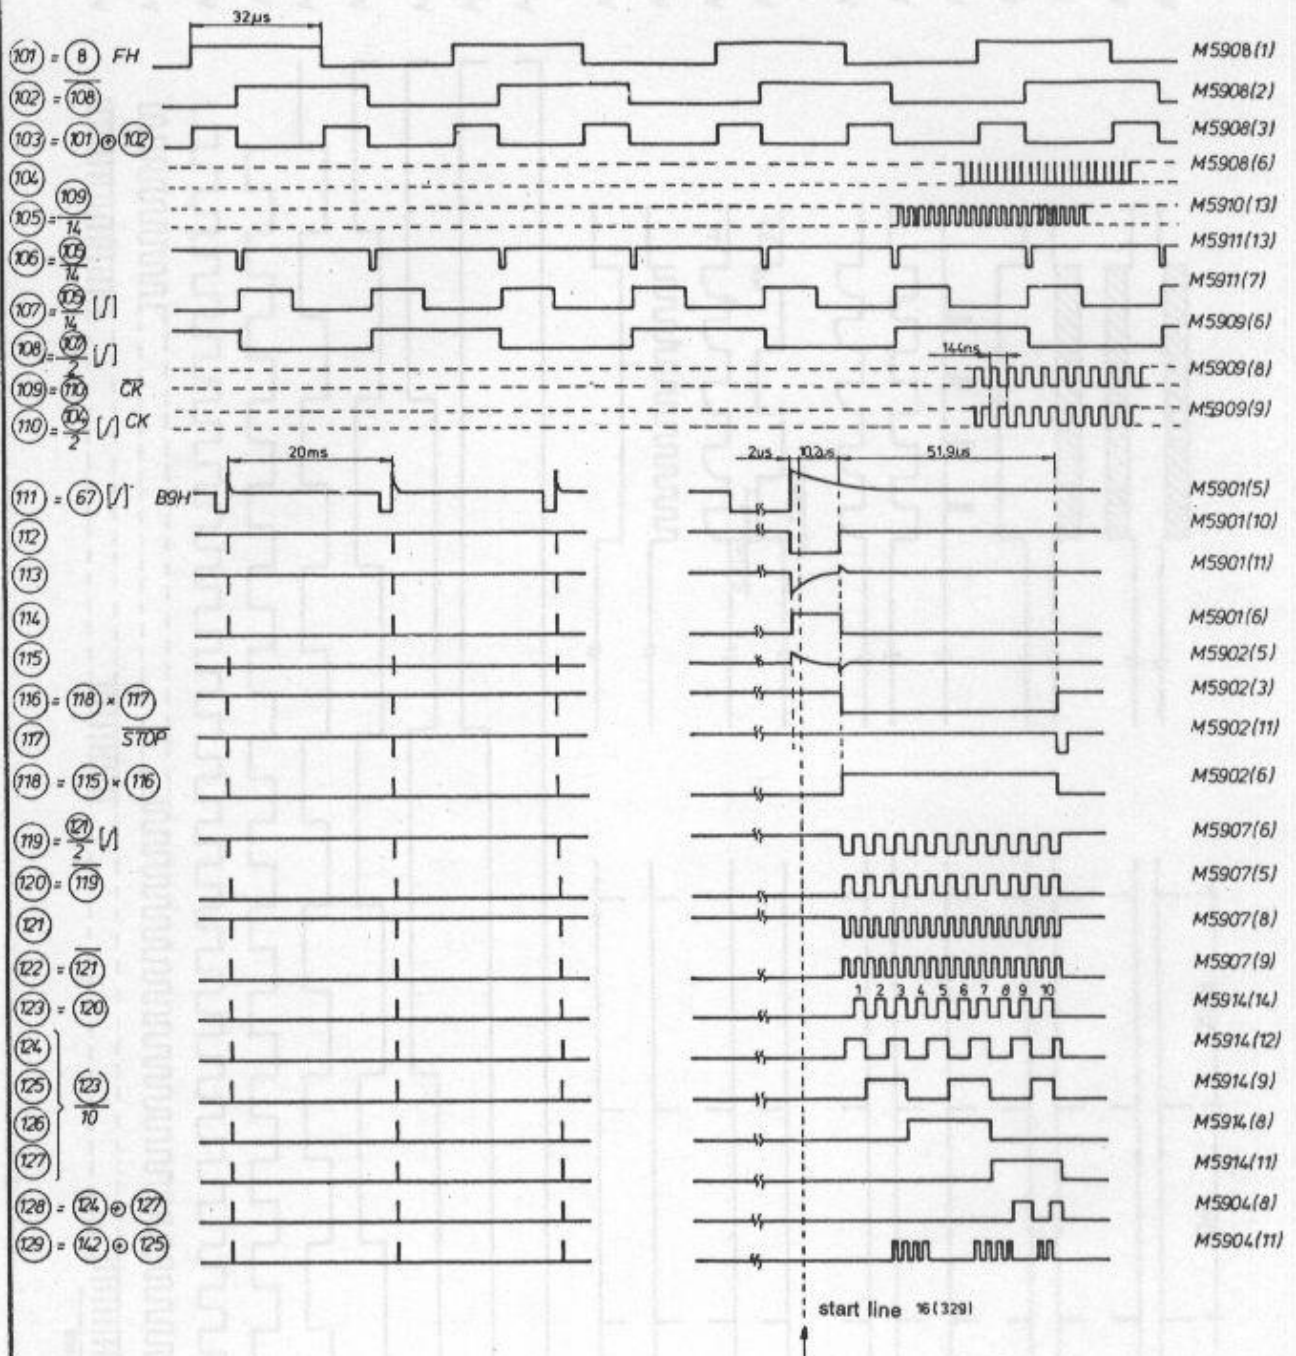 32µs
101 = 8 FH M5908(1)
102 = 108 M5908(2)
103 = 101 ⊕ 102 M5908(3)
104 M5908(6)
105 = 109/14 M5910(13)
106 = 105/14 M5911(13)
107 = 105/14 [∫] M5911(7)
108 = 107/2 [∫] M5909(6)
144ns
109 = 110 CK M5909(8)
110 = 104/2 [∫] CK M5909(9)
20ms 2us 10,2us 51,9us
111 = 67 [∫] B9H M5901(5)
112 M5901(10)
113 M5901(11)
114 M5901(6)
115 M5902(5)
116 = 118 × 117 M5902(3)
117 STOP M5902(11)
118 = 115 × 116 M5902(6)
119 = 121/2 [∫] M5907(6)
120 = 119 M5907(5)
121 M5907(8)
122 = 121 M5907(9)
1 2 3 4 5 6 7 8 9 10
123 = 120 M5914(14)
124 M5914(12)
125 123/10 M5914(9)
126 M5914(8)
127 M5914(11)
128 = 124 ⊕ 127 M5904(8)
129 = 142 ⊕ 125 M5904(11)
start line 16(329)